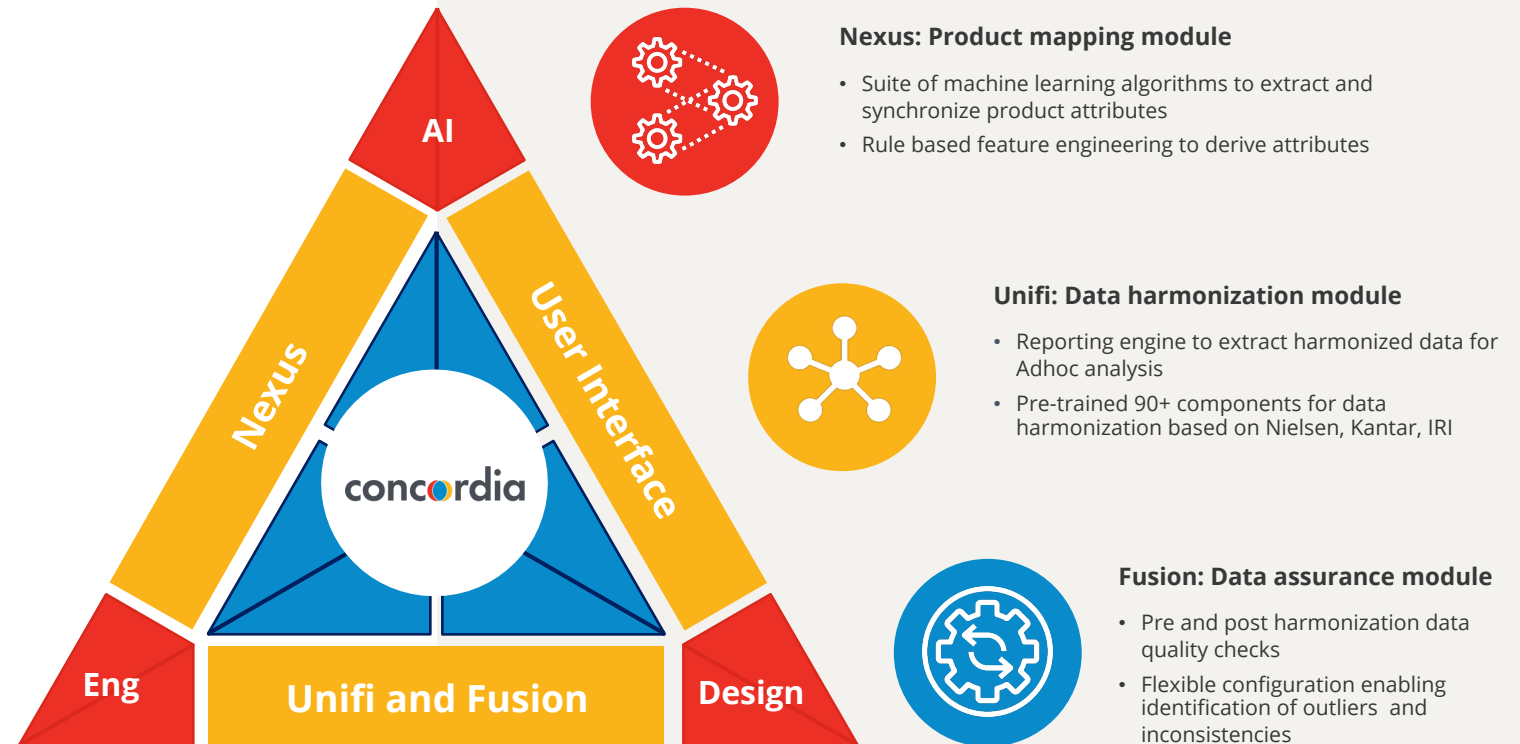 AI
Nexus
User Interface
concordia
Eng
Unifi and Fusion
Design
Nexus: Product mapping module
• Suite of machine learning algorithms to extract and
synchronize product attributes
• Rule based feature engineering to derive attributes
Unifi: Data harmonization module
• Reporting engine to extract harmonized data for
Adhoc analysis
• Pre-trained 90+ components for data
harmonization based on Nielsen, Kantar, IRI
Fusion: Data assurance module
• Pre and post harmonization data
quality checks
• Flexible configuration enabling
identification of outliers and
inconsistencies